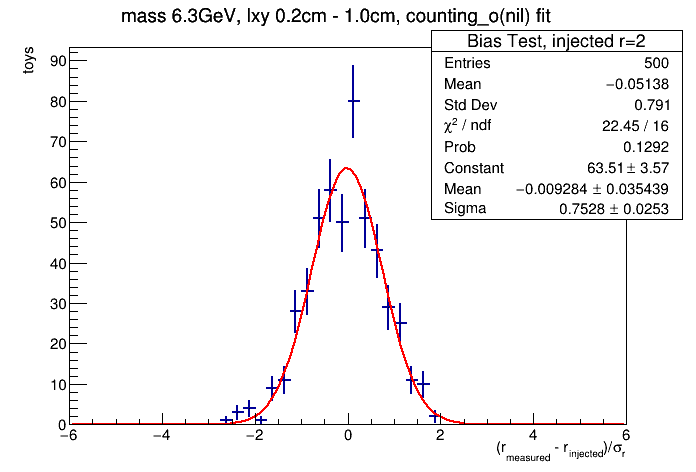 mass 6.3GeV, lxy 0.2cm - 1.0cm, counting_o(nil) fit
Bias Test, injected r=2
Entries 500
Mean −0.05138
Std Dev 0.791
χ² / ndf 22.45 / 16
Prob 0.1292
Constant 63.51 ± 3.57
Mean −0.009284 ± 0.035439
Sigma 0.7528 ± 0.0253
toys
90
80
70
60
50
40
30
20
10
0
−6 −4 −2 0 2 4 6
(r_measured - r_injected)/σ_r